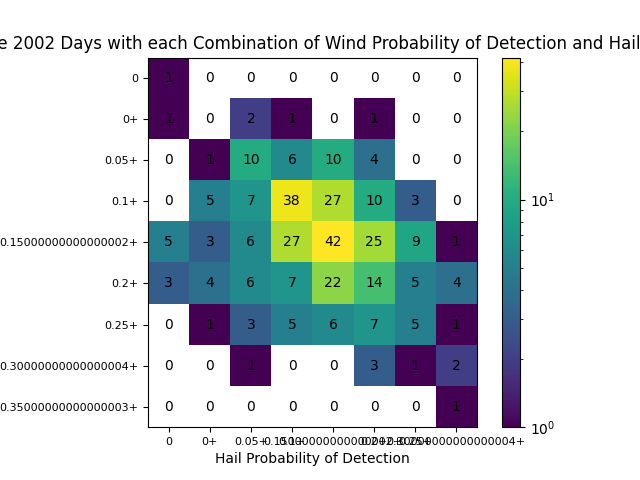 e 2002 Days with each Combination of Wind Probability of Detection and Hail
0 1 0 0 0 0 0 0 0
0+ 1 0 2 1 0 1 0 0
0.05+ 0 1 10 6 10 4 0 0
0.1+ 0 5 7 38 27 10 3 0
0.15000000000000002+ 5 3 6 27 42 25 9 1
0.2+ 3 4 6 7 22 14 5 4
0.25+ 0 1 3 5 6 7 5 1
0.30000000000000004+ 0 0 1 0 0 3 1 2
0.35000000000000003+ 0 0 0 0 0 0 0 1
10¹
10⁰
0 0+ 0.05+
Hail Probability of Detection